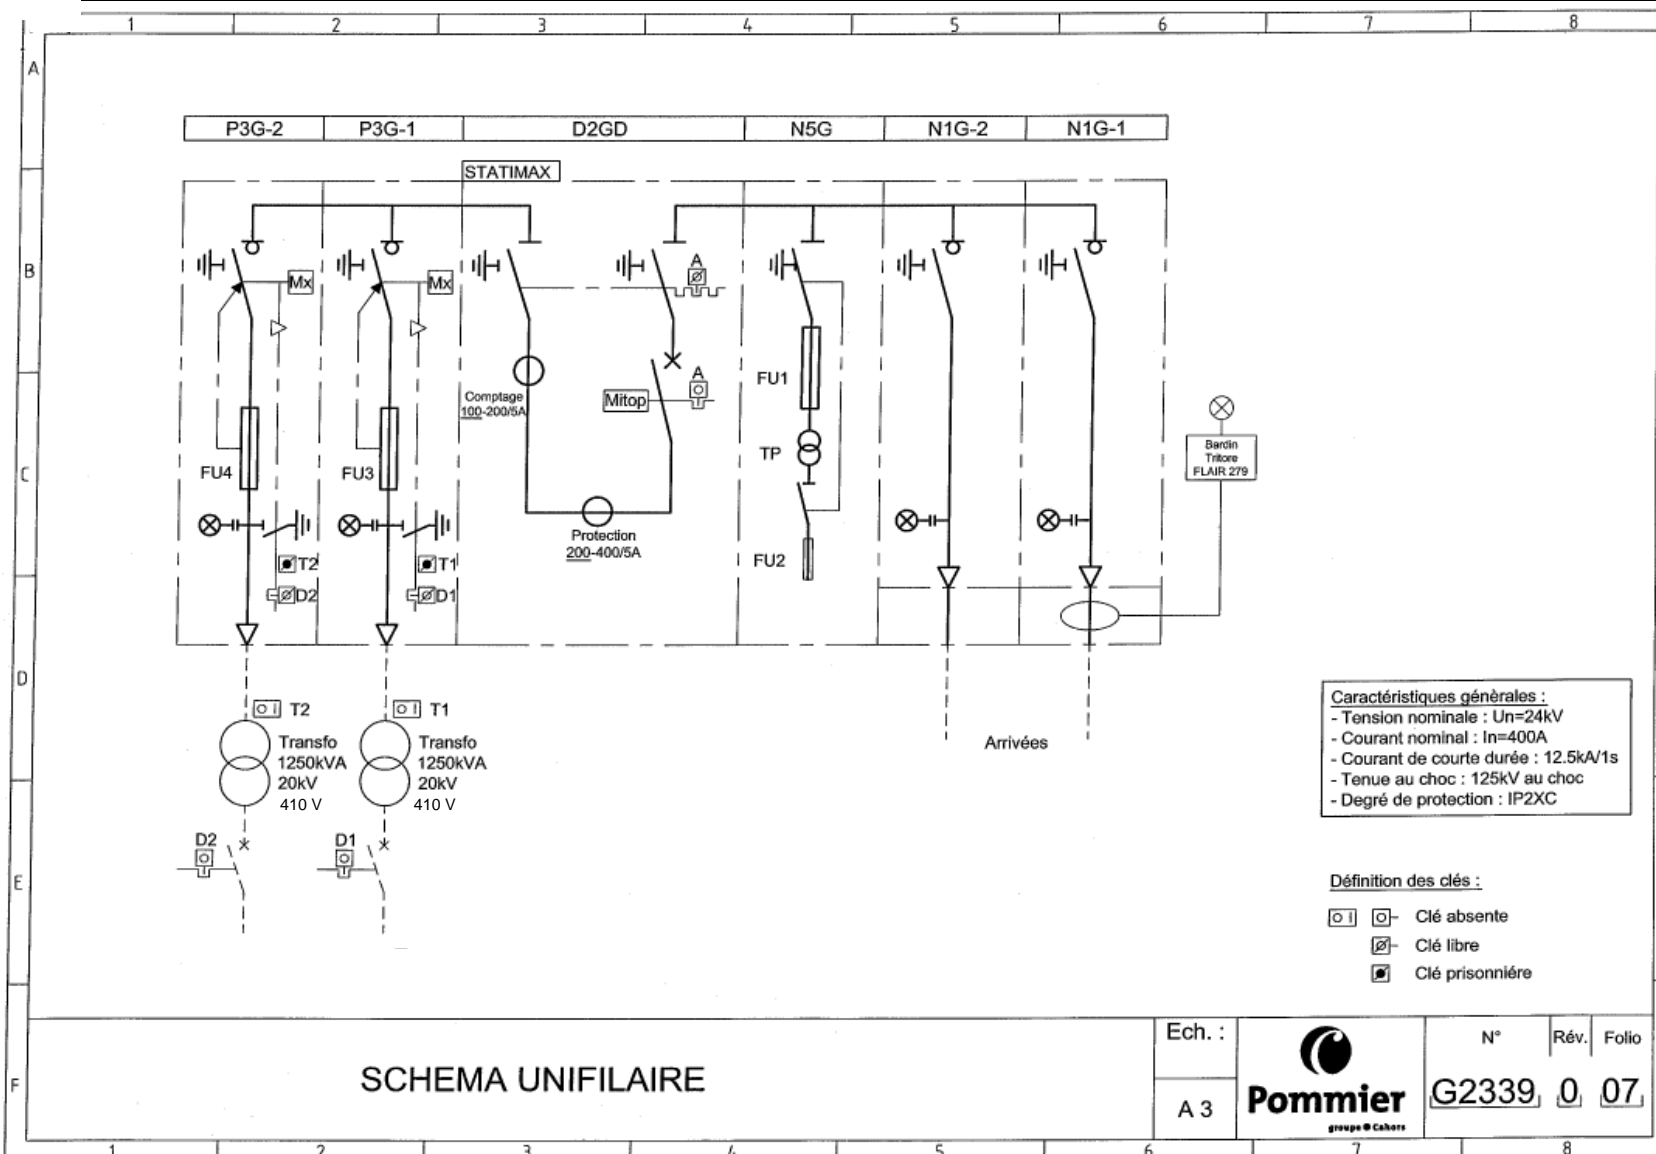 1 2 3 4 5 6 7 8
A
B
C
D
E
F
P3G-2 P3G-1 D2GD N5G N1G-2 N1G-1
STATIMAX
Mx
Mx
A
A
Mitop
Comptage
100-200/5A
Protection
200-400/5A
FU4
FU3
FU1
TP
FU2
T2
D2
T1
D1
Bardin
Tritore
FLAIR 279
T2
Transfo
1250kVA
20kV
410 V
T1
Transfo
1250kVA
20kV
410 V
D2
D1
Arrivées
Caractéristiques génèrales :
- Tension nominale : Un=24kV
- Courant nominal : In=400A
- Courant de courte durée : 12.5kA/1s
- Tenue au choc : 125kV au choc
- Degré de protection : IP2XC
Définition des clés :
Clé absente
Clé libre
Clé prisonniére
SCHEMA UNIFILAIRE
Ech. :
A 3
Pommier
groupe Cahors
N° Rév. Folio
G2339 0 07
1 2 3 4 5 6 7 8